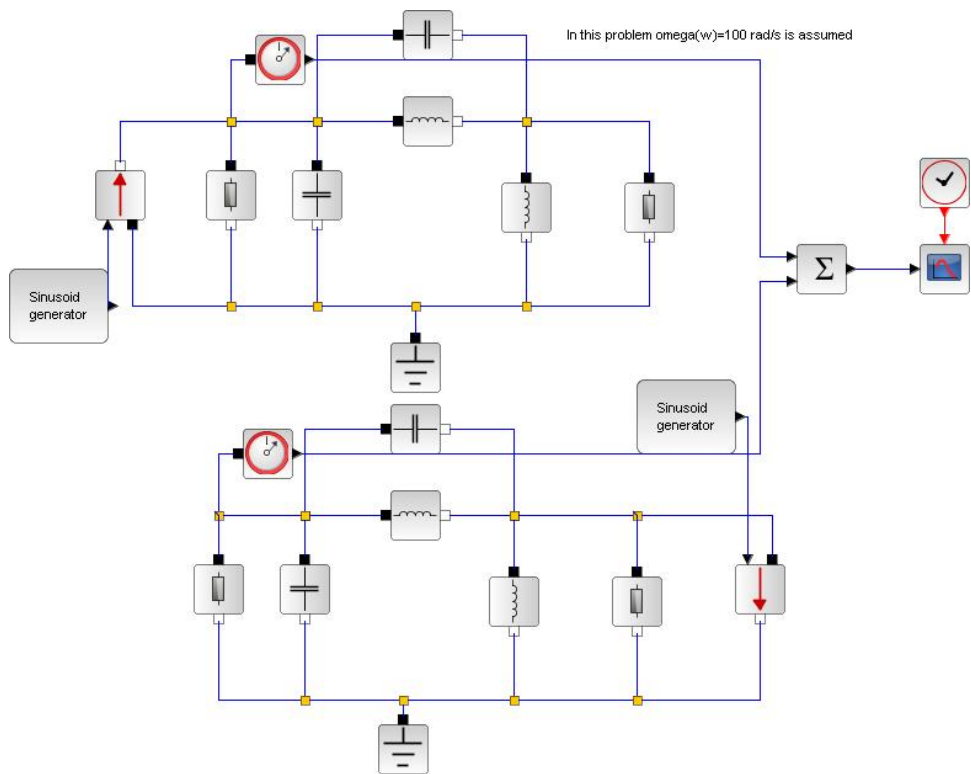 In this problem omega(w)=100 rad/s is assumed
Sinusoid
generator
Σ
Sinusoid
generator